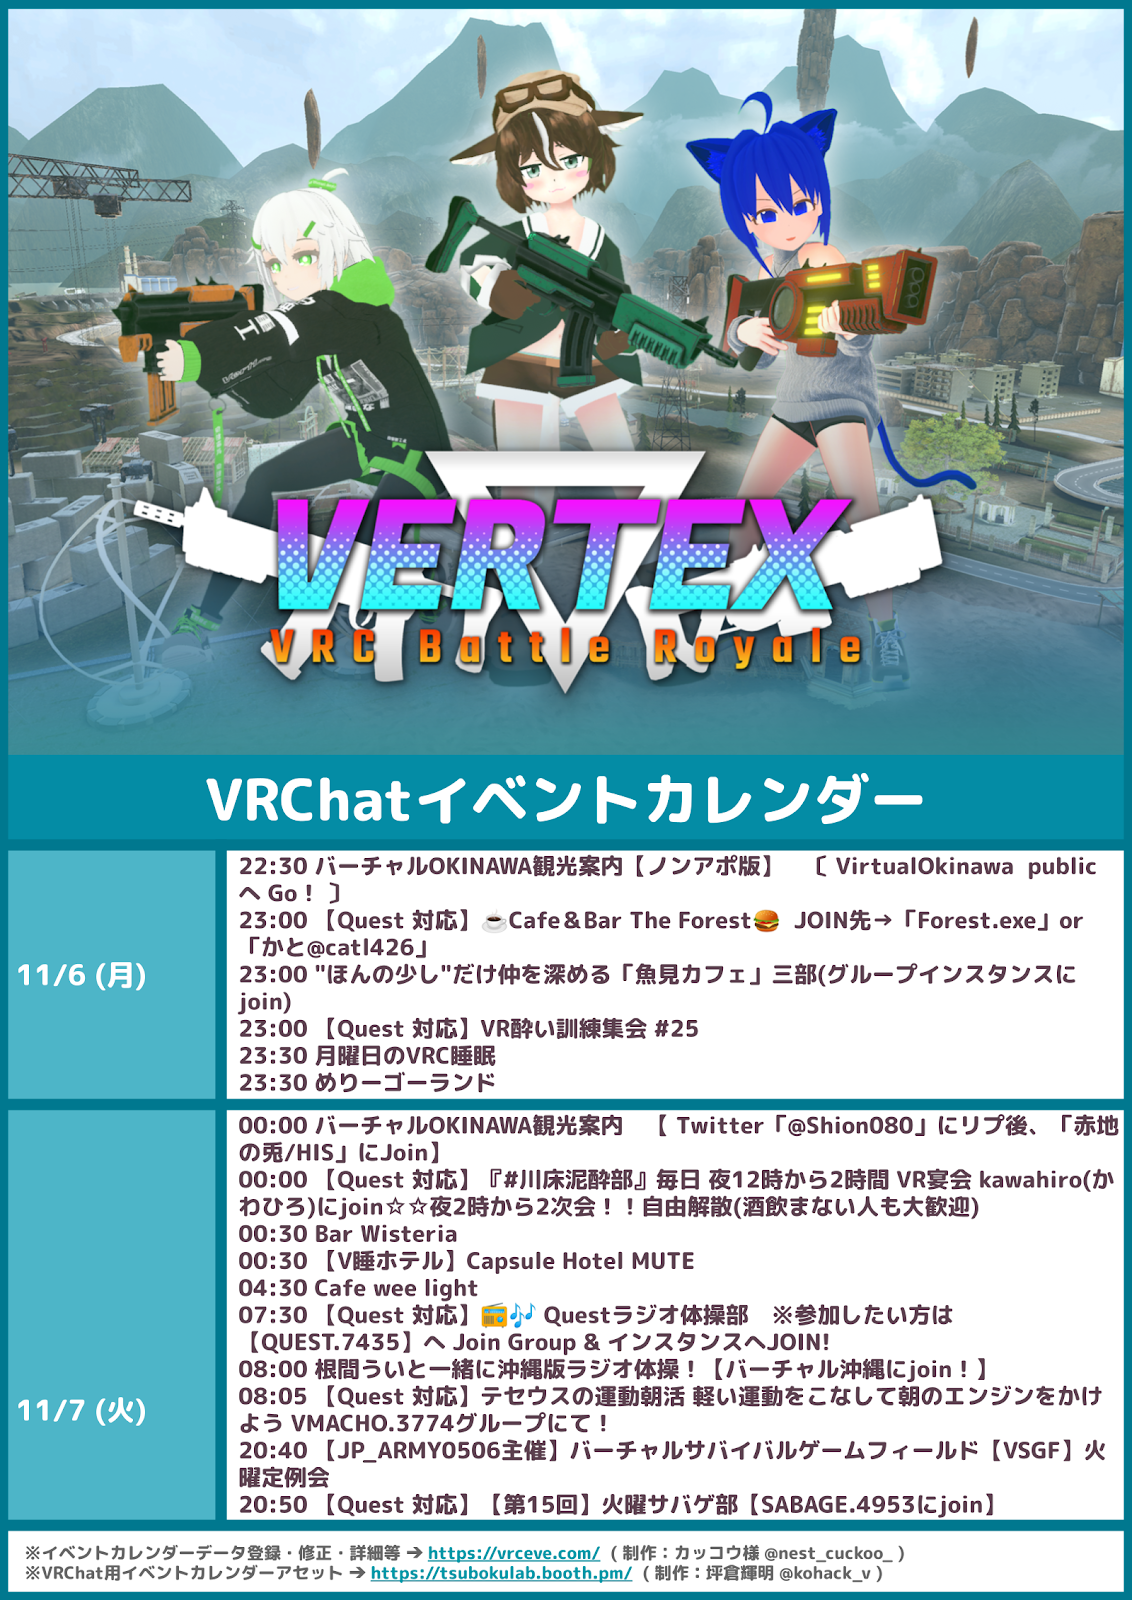 VERTEX
VRC Battle Royale
VRChatイベントカレンダー
11/6 (月)
22:30 バーチャルOKINAWA観光案内【ノンアポ版】　〔 VirtualOkinawa public
へ Go！ 〕
23:00 【Quest 対応】☕Cafe＆Bar The Forest🍔 JOIN先→「Forest.exe」or
「かと@catl426」
23:00 "ほんの少し"だけ仲を深める「魚見カフェ」三部(グループインスタンスに
join)
23:00 【Quest 対応】VR酔い訓練集会 #25
23:30 月曜日のVRC睡眠
23:30 めりーゴーランド
11/7 (火)
00:00 バーチャルOKINAWA観光案内　【 Twitter「@Shion080」にリプ後、「赤地
の兎/HIS」にJoin】
00:00 【Quest 対応】『#川床泥酔部』毎日 夜12時から2時間 VR宴会 kawahiro(か
わひろ)にjoin☆☆夜2時から2次会！！自由解散(酒飲まない人も大歓迎)
00:30 Bar Wisteria
00:30 【V睡ホテル】Capsule Hotel MUTE
04:30 Cafe wee light
07:30 【Quest 対応】📻🎶 Questラジオ体操部　※参加したい方は
【QUEST.7435】へ Join Group & インスタンスへJOIN!
08:00 根間ういと一緒に沖縄版ラジオ体操！【バーチャル沖縄にjoin！】
08:05 【Quest 対応】テセウスの運動朝活 軽い運動をこなして朝のエンジンをかけ
よう VMACHO.3774グループにて！
20:40 【JP_ARMY0506主催】バーチャルサバイバルゲームフィールド【VSGF】火
曜定例会
20:50 【Quest 対応】【第15回】火曜サバゲ部【SABAGE.4953にjoin】
※イベントカレンダーデータ登録・修正・詳細等 → https://vrceve.com/ （制作：カッコウ様 @nest_cuckoo_ ）
※VRChat用イベントカレンダーアセット → https://tsubokulab.booth.pm/ （制作：坪倉輝明 @kohack_v ）